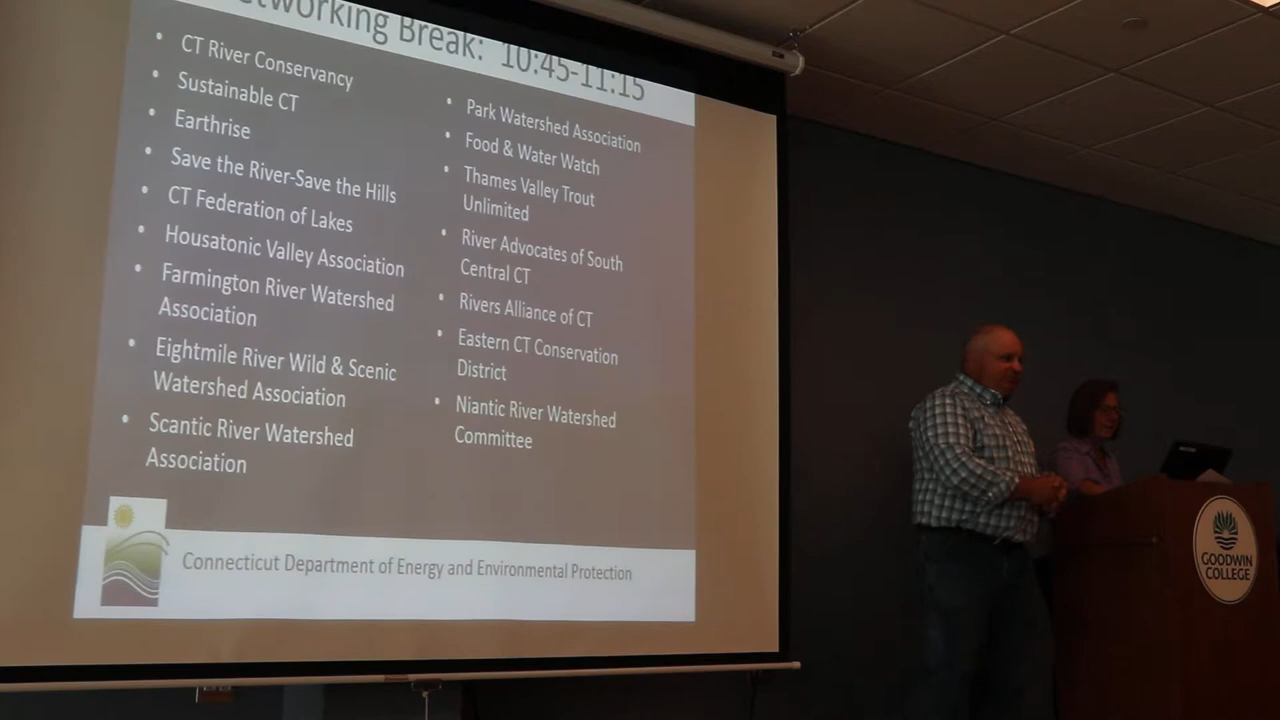 Networking Break: 10:45-11:15
• CT River Conservancy
• Sustainable CT
• Earthrise
• Save the River-Save the Hills
• CT Federation of Lakes
• Housatonic Valley Association
• Farmington River Watershed
Association
• Eightmile River Wild & Scenic
Watershed Association
• Scantic River Watershed
Association
• Park Watershed Association
• Food & Water Watch
• Thames Valley Trout
Unlimited
• River Advocates of South
Central CT
• Rivers Alliance of CT
• Eastern CT Conservation
District
• Niantic River Watershed
Committee
Connecticut Department of Energy and Environmental Protection
GOODWIN
COLLEGE